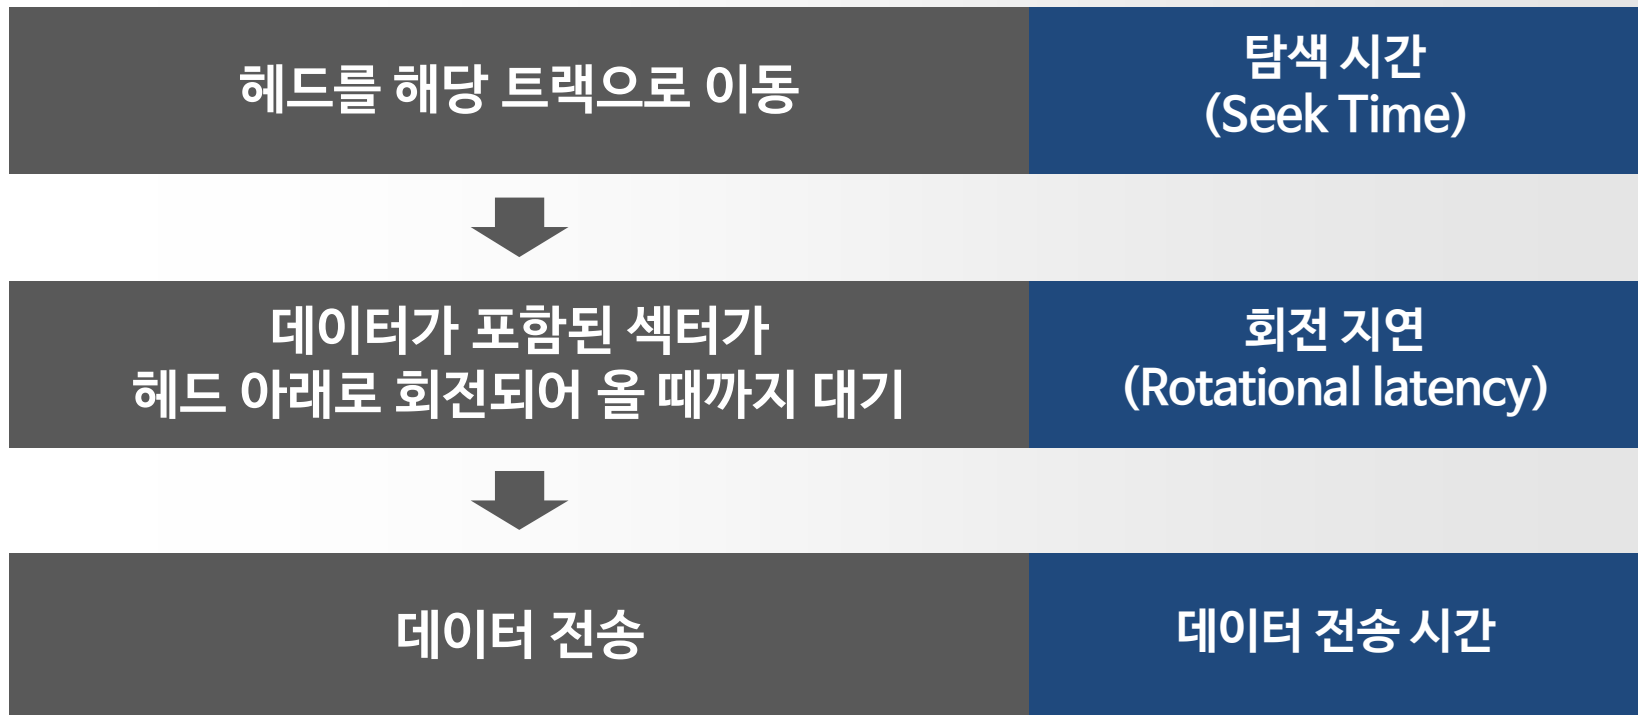 헤드를 해당 트랙으로 이동
탐색 시간
(Seek Time)
데이터가 포함된 섹터가
헤드 아래로 회전되어 올 때까지 대기
회전 지연
(Rotational latency)
데이터 전송
데이터 전송 시간